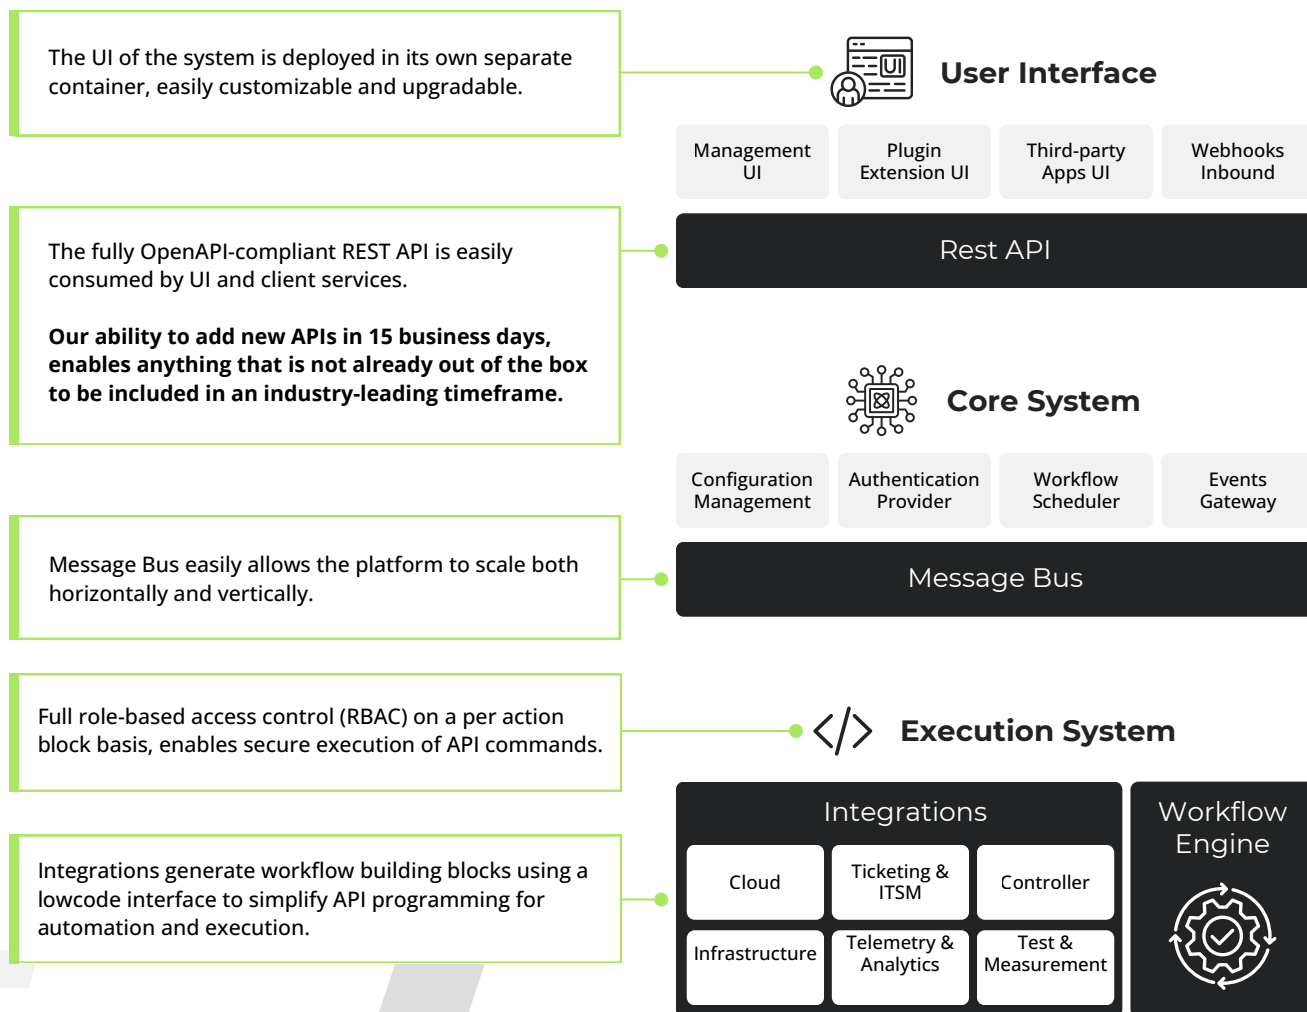 The UI of the system is deployed in its own separate
container, easily customizable and upgradable.
UI
User Interface
Management
UI
Plugin
Extension UI
Third-party
Apps UI
Webhooks
Inbound
The fully OpenAPI-compliant REST API is easily
consumed by UI and client services.
Our ability to add new APIs in 15 business days,
enables anything that is not already out of the box
to be included in an industry-leading timeframe.
Rest API
Core System
Configuration
Management
Authentication
Provider
Workflow
Scheduler
Events
Gateway
Message Bus easily allows the platform to scale both
horizontally and vertically.
Message Bus
Full role-based access control (RBAC) on a per action
block basis, enables secure execution of API commands.
Execution System
Integrations generate workflow building blocks using a
lowcode interface to simplify API programming for
automation and execution.
Integrations
Cloud
Ticketing &
ITSM
Controller
Infrastructure
Telemetry &
Analytics
Test &
Measurement
Workflow
Engine